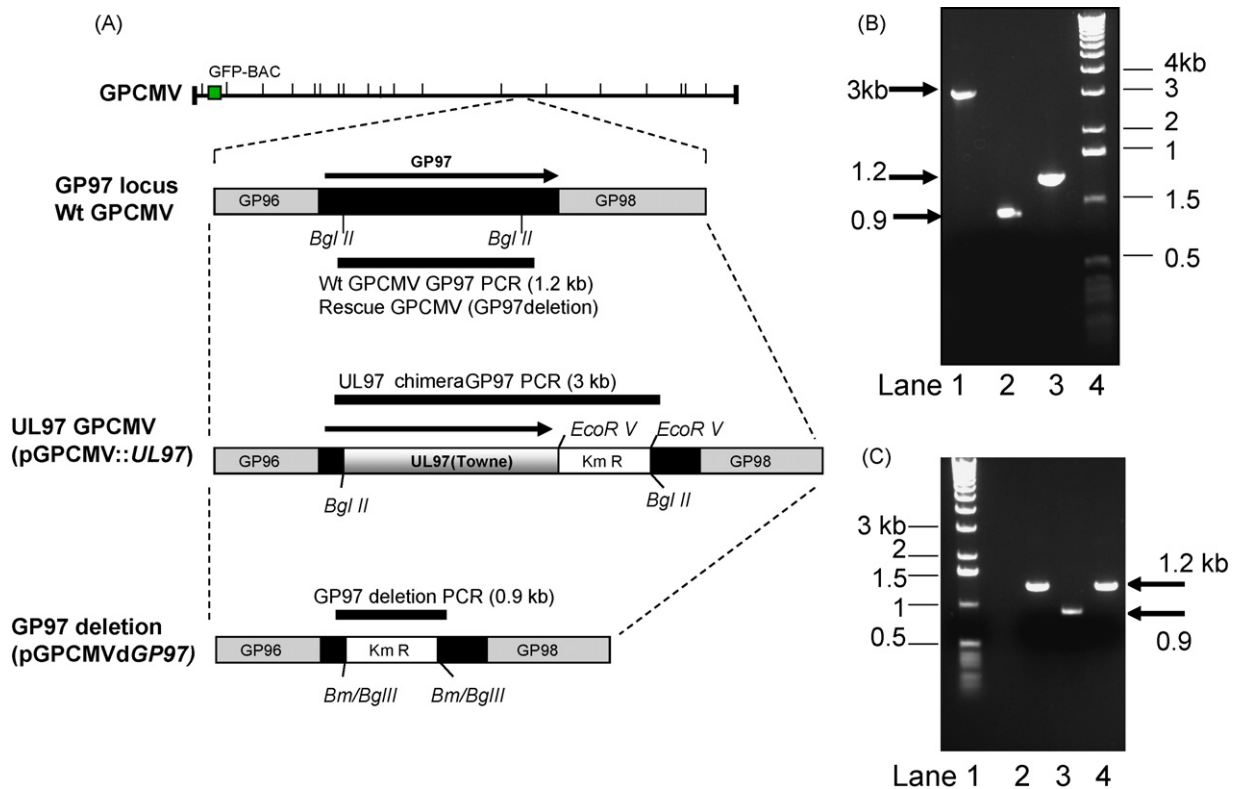 (A)
GFP-BAC
GPCMV
GP97
GP97 locus
Wt GPCMV
GP96
GP98
Bgl II
Bgl II
Wt GPCMV GP97 PCR (1.2 kb)
Rescue GPCMV (GP97deletion)
UL97 chimeraGP97 PCR (3 kb)
UL97 GPCMV
(pGPCMV::UL97)
EcoR V
EcoR V
GP96
UL97(Towne)
Km R
GP98
Bgl II
Bgl II
GP97 deletion PCR (0.9 kb)
GP97 deletion
(pGPCMVdGP97)
GP96
Km R
GP98
Bm/BglII
Bm/BglII
(B)
3kb
1.2
0.9
4kb
3
2
1
1.5
0.5
Lane 1 2 3 4
(C)
3 kb
2
1.5
1
0.5
1.2 kb
0.9
Lane 1 2 3 4